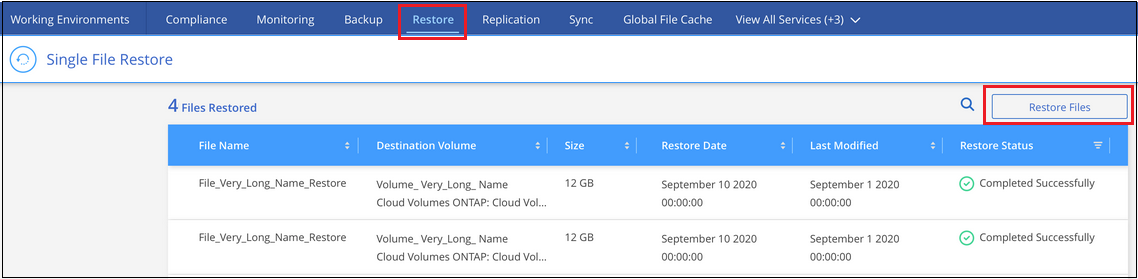 Working Environments Compliance Monitoring Backup Restore Replication Sync Global File Cache View All Services (+3)
Single File Restore
4 Files Restored Restore Files
File Name Destination Volume Size Restore Date Last Modified Restore Status
File_Very_Long_Name_Restore Volume_ Very_Long_ Name 12 GB September 10 2020 September 1 2020 Completed Successfully
Cloud Volumes ONTAP: Cloud Vol... 00:00:00 00:00:00
File_Very_Long_Name_Restore Volume_ Very_Long_ Name 12 GB September 10 2020 September 1 2020 Completed Successfully
Cloud Volumes ONTAP: Cloud Vol... 00:00:00 00:00:00